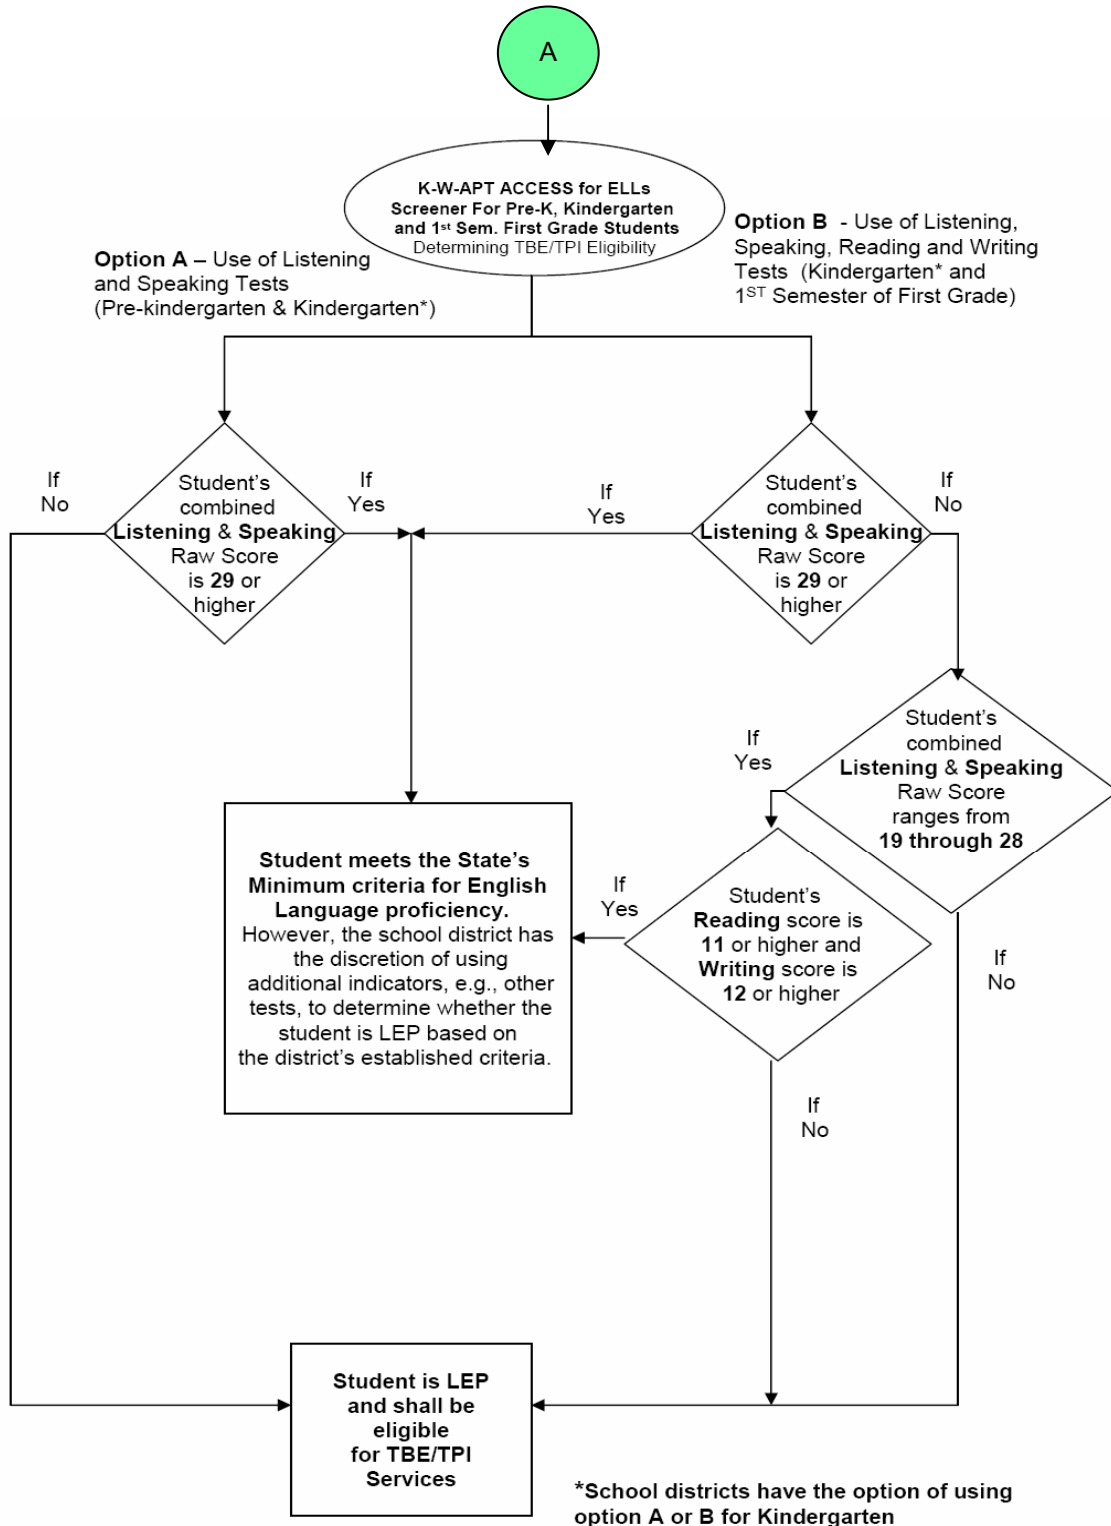 A
K-W-APT ACCESS for ELLs
Screener For Pre-K, Kindergarten
and 1st Sem. First Grade Students
Determining TBE/TPI Eligibility
Option A – Use of Listening
and Speaking Tests
(Pre-kindergarten & Kindergarten*)
Option B - Use of Listening,
Speaking, Reading and Writing
Tests (Kindergarten* and
1ST Semester of First Grade)
If
No
Student's
combined
Listening & Speaking
Raw Score
is 29 or
higher
If
Yes
If
Yes
Student's
combined
Listening & Speaking
Raw Score
is 29 or
higher
If
No
If
Yes
Student's
combined
Listening & Speaking
Raw Score
ranges from
19 through 28
Student meets the State's
Minimum criteria for English
Language proficiency.
However, the school district has
the discretion of using
additional indicators, e.g., other
tests, to determine whether the
student is LEP based on
the district's established criteria.
If
Yes
Student's
Reading score is
11 or higher and
Writing score is
12 or higher
If
No
If
No
Student is LEP
and shall be
eligible
for TBE/TPI
Services
*School districts have the option of using
option A or B for Kindergarten